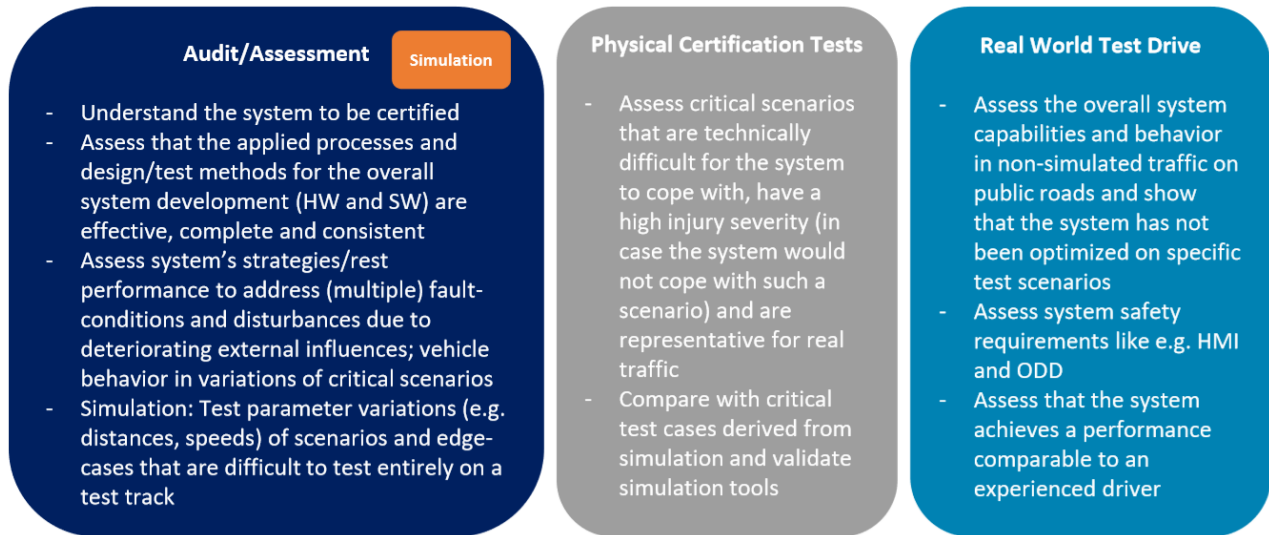 Audit/Assessment
Simulation
- Understand the system to be certified
- Assess that the applied processes and
design/test methods for the overall
system development (HW and SW) are
effective, complete and consistent
- Assess system's strategies/rest
performance to address (multiple) fault-
conditions and disturbances due to
deteriorating external influences; vehicle
behavior in variations of critical scenarios
- Simulation: Test parameter variations (e.g.
distances, speeds) of scenarios and edge-
cases that are difficult to test entirely on a
test track
Physical Certification Tests
- Assess critical scenarios
that are technically
difficult for the system
to cope with, have a
high injury severity (in
case the system would
not cope with such a
scenario) and are
representative for real
traffic
- Compare with critical
test cases derived from
simulation and validate
simulation tools
Real World Test Drive
- Assess the overall system
capabilities and behavior
in non-simulated traffic on
public roads and show
that the system has not
been optimized on specific
test scenarios
- Assess system safety
requirements like e.g. HMI
and ODD
- Assess that the system
achieves a performance
comparable to an
experienced driver